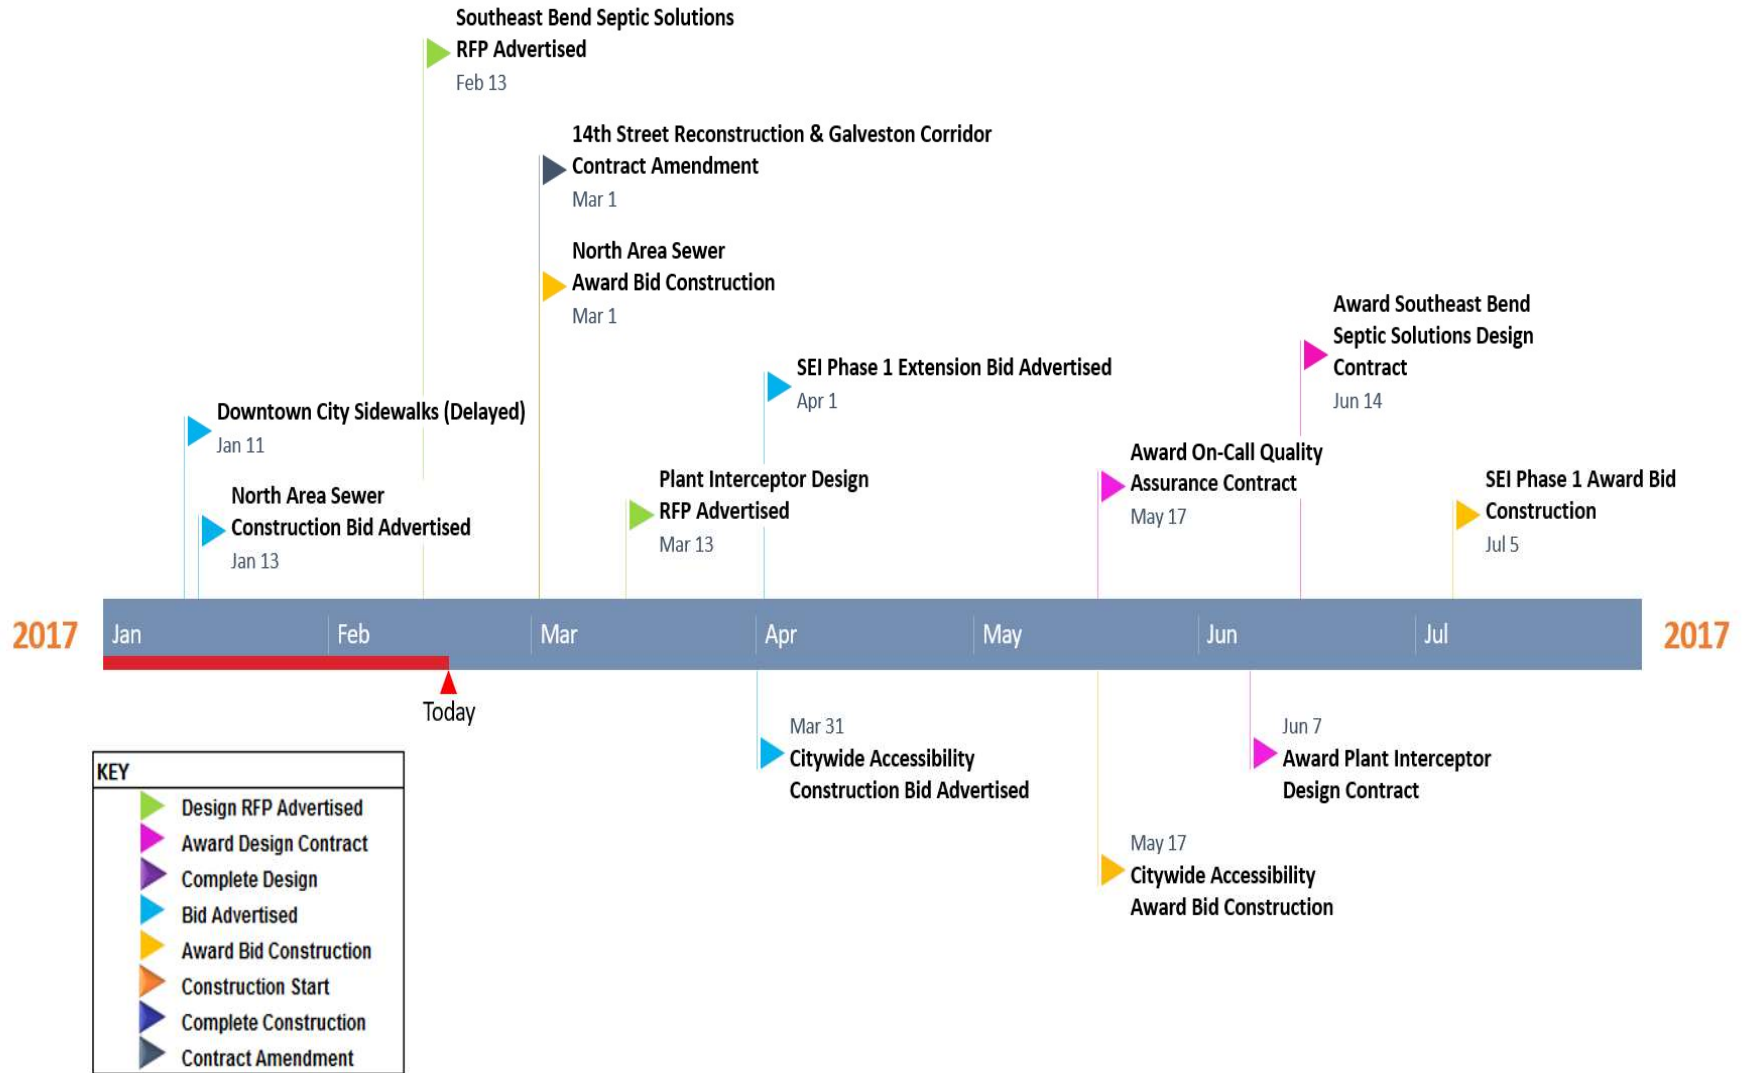 Southeast Bend Septic Solutions
RFP Advertised
Feb 13
14th Street Reconstruction & Galveston Corridor
Contract Amendment
Mar 1
North Area Sewer
Award Bid Construction
Mar 1
Award Southeast Bend
Septic Solutions Design
Contract
Jun 14
SEI Phase 1 Extension Bid Advertised
Apr 1
Downtown City Sidewalks (Delayed)
Jan 11
Award On-Call Quality
Assurance Contract
May 17
Plant Interceptor Design
RFP Advertised
Mar 13
SEI Phase 1 Award Bid
Construction
Jul 5
North Area Sewer
Construction Bid Advertised
Jan 13
2017 Jan Feb Mar Apr May Jun Jul 2017
Today
Mar 31
Citywide Accessibility
Construction Bid Advertised
Jun 7
Award Plant Interceptor
Design Contract
May 17
Citywide Accessibility
Award Bid Construction
KEY
Design RFP Advertised
Award Design Contract
Complete Design
Bid Advertised
Award Bid Construction
Construction Start
Complete Construction
Contract Amendment